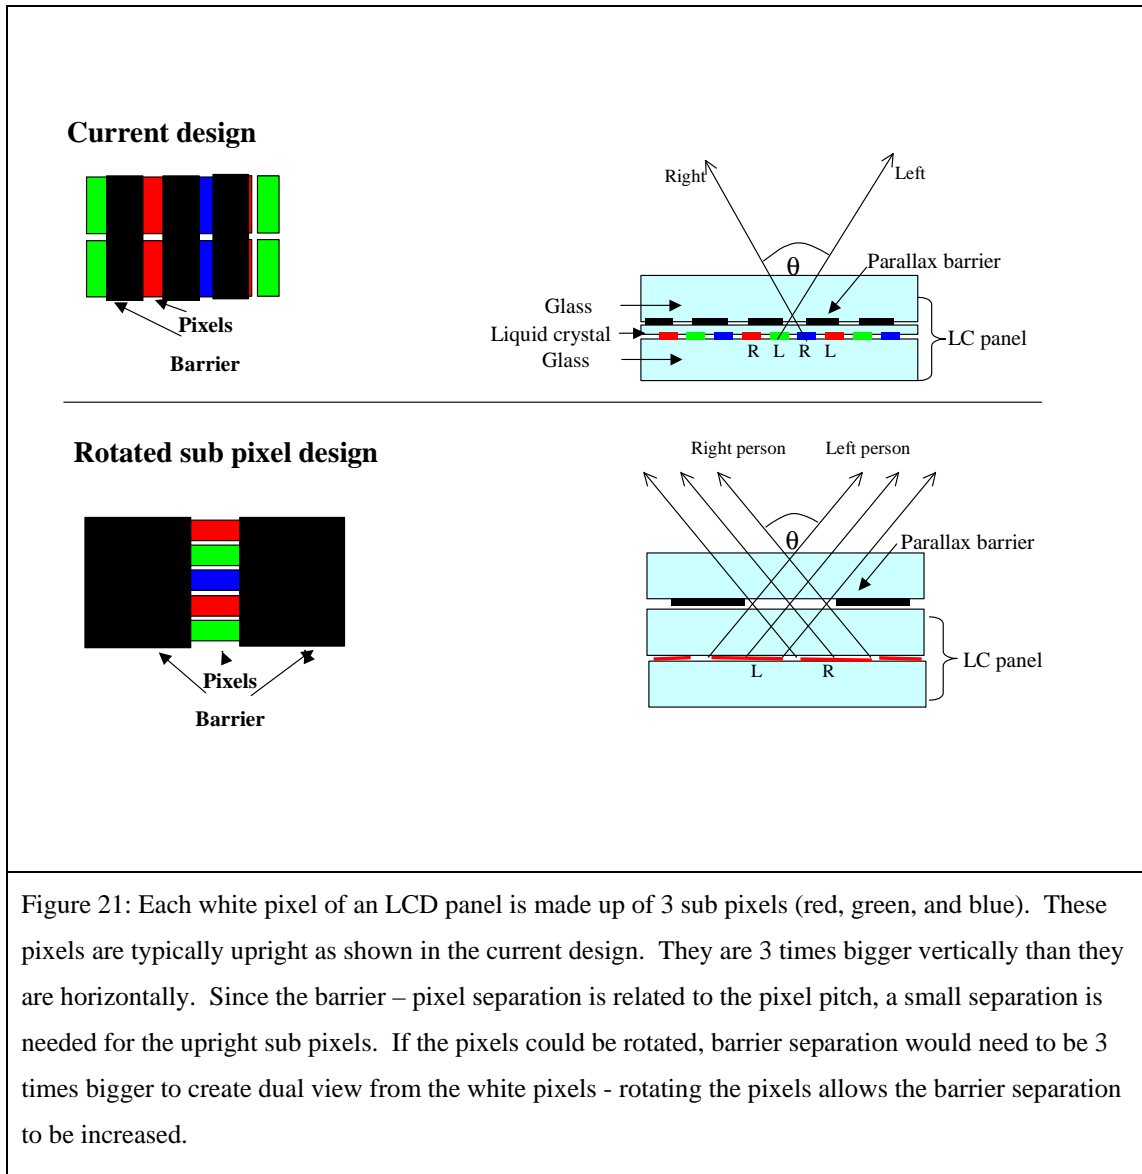 Current design
Right
Left
θ
Parallax barrier
Glass
Pixels
Liquid crystal
LC panel
R L R L
Glass
Barrier
Rotated sub pixel design
Right person
Left person
θ
Parallax barrier
LC panel
L R
Pixels
Barrier
Figure 21: Each white pixel of an LCD panel is made up of 3 sub pixels (red, green, and blue). These
pixels are typically upright as shown in the current design. They are 3 times bigger vertically than they
are horizontally. Since the barrier – pixel separation is related to the pixel pitch, a small separation is
needed for the upright sub pixels. If the pixels could be rotated, barrier separation would need to be 3
times bigger to create dual view from the white pixels - rotating the pixels allows the barrier separation
to be increased.